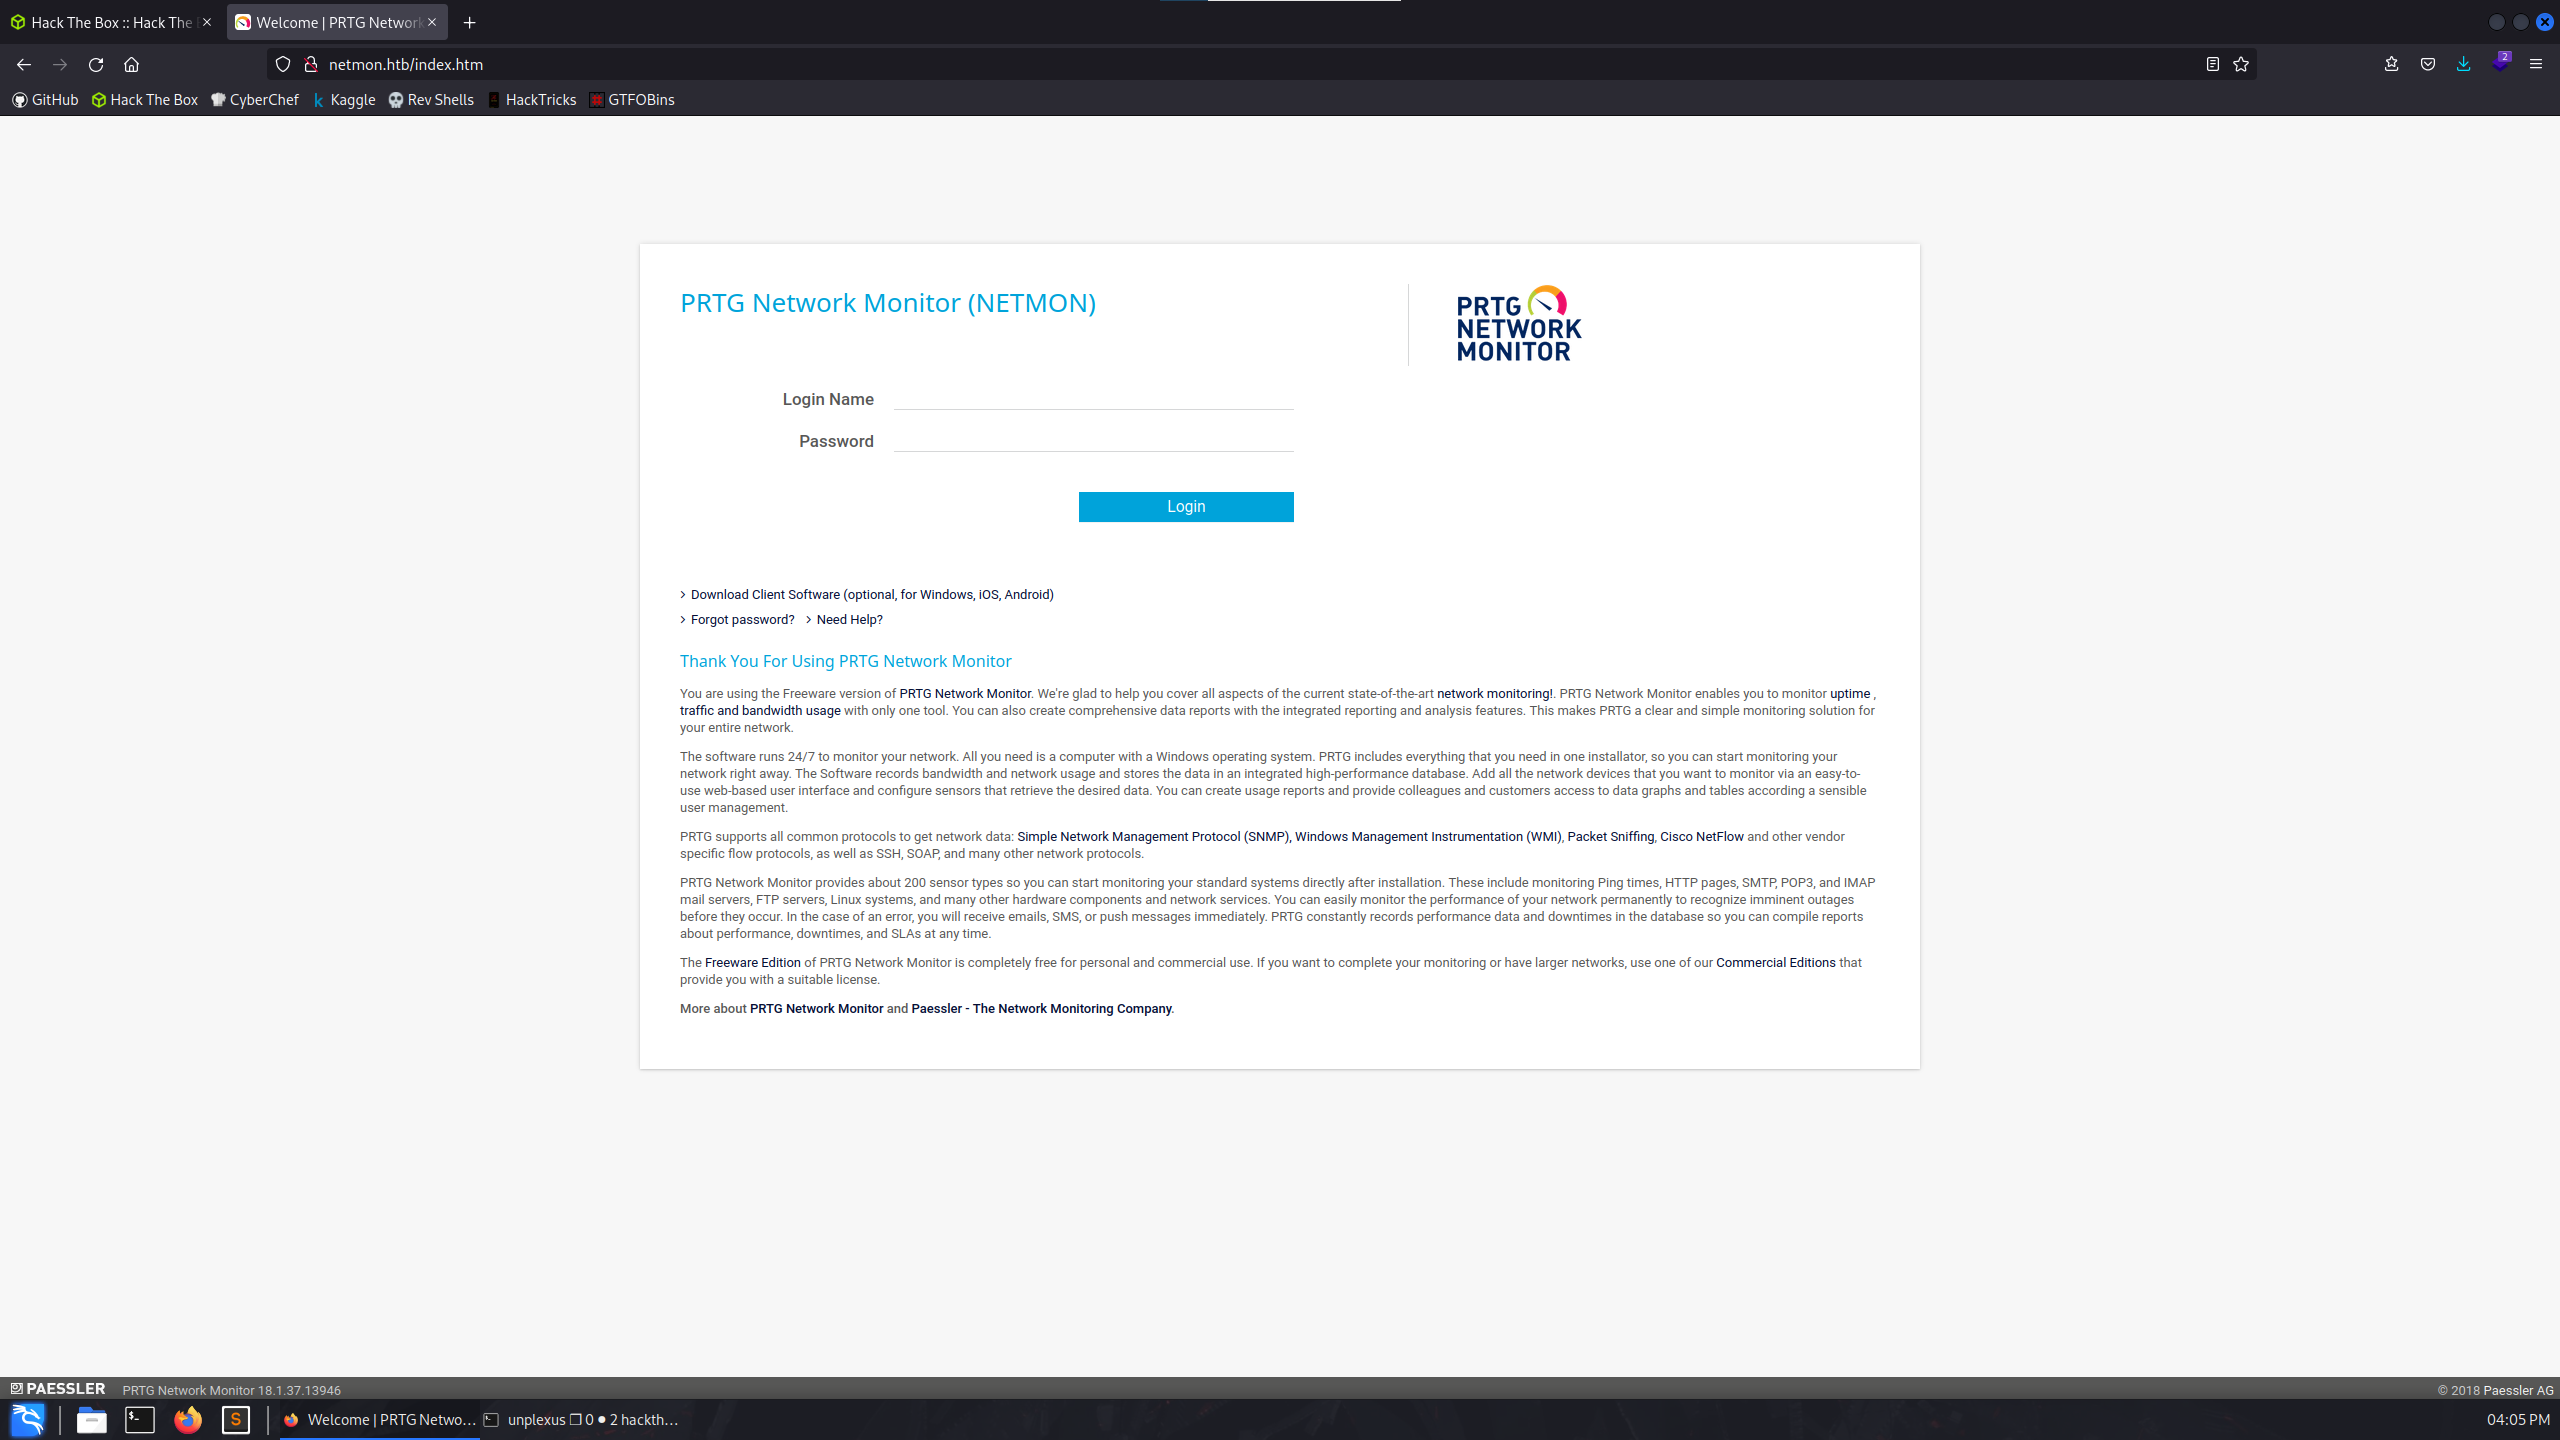 Hack The Box :: Hack The
Welcome | PRTG Network
netmon.htb/index.htm
2
GitHub
Hack The Box
CyberChef
Kaggle
Rev Shells
HackTricks
GTFOBins
PRTG Network Monitor (NETMON)
PRTG
NETWORK
MONITOR
Login Name
Password
Login
Download Client Software (optional, for Windows, iOS, Android)
Forgot password? Need Help?
Thank You For Using PRTG Network Monitor
You are using the Freeware version of PRTG Network Monitor. We're glad to help you cover all aspects of the current state-of-the-art network monitoring!. PRTG Network Monitor enables you to monitor uptime ,
traffic and bandwidth usage with only one tool. You can also create comprehensive data reports with the integrated reporting and analysis features. This makes PRTG a clear and simple monitoring solution for
your entire network.
The software runs 24/7 to monitor your network. All you need is a computer with a Windows operating system. PRTG includes everything that you need in one installator, so you can start monitoring your
network right away. The Software records bandwidth and network usage and stores the data in an integrated high-performance database. Add all the network devices that you want to monitor via an easy-to-
use web-based user interface and configure sensors that retrieve the desired data. You can create usage reports and provide colleagues and customers access to data graphs and tables according a sensible
user management.
PRTG supports all common protocols to get network data: Simple Network Management Protocol (SNMP), Windows Management Instrumentation (WMI), Packet Sniffing, Cisco NetFlow and other vendor
specific flow protocols, as well as SSH, SOAP, and many other network protocols.
PRTG Network Monitor provides about 200 sensor types so you can start monitoring your standard systems directly after installation. These include monitoring Ping times, HTTP pages, SMTP, POP3, and IMAP
mail servers, FTP servers, Linux systems, and many other hardware components and network services. You can easily monitor the performance of your network permanently to recognize imminent outages
before they occur. In the case of an error, you will receive emails, SMS, or push messages immediately. PRTG constantly records performance data and downtimes in the database so you can compile reports
about performance, downtimes, and SLAs at any time.
The Freeware Edition of PRTG Network Monitor is completely free for personal and commercial use. If you want to complete your monitoring or have larger networks, use one of our Commercial Editions that
provide you with a suitable license.
More about PRTG Network Monitor and Paessler - The Network Monitoring Company.
PAESSLER
PRTG Network Monitor 18.1.37.13946
© 2018 Paessler AG
Welcome | PRTG Netwo...
unplexus ❐ 0 ● 2 hackth...
04:05 PM